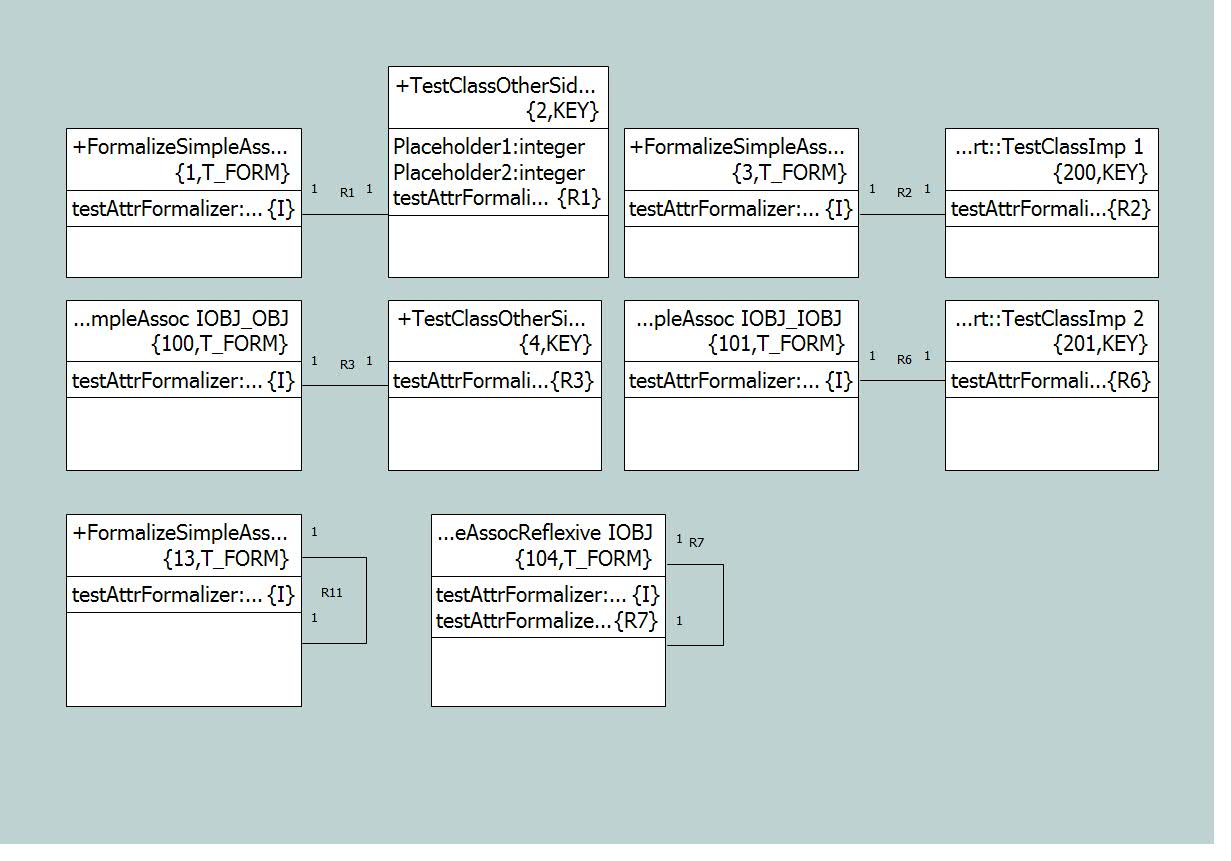 +TestClassOtherSid...
{2,KEY}
Placeholder1:integer
Placeholder2:integer
testAttrFormali... {R1}
+FormalizeSimpleAss...
{1,T_FORM}
testAttrFormalizer:... {I}
1 R1 1
+FormalizeSimpleAss...
{3,T_FORM}
testAttrFormalizer:... {I}
1 R2 1
...rt::TestClassImp 1
{200,KEY}
testAttrFormali...{R2}
...mpleAssoc IOBJ_OBJ
{100,T_FORM}
testAttrFormalizer:... {I}
1 R3 1
+TestClassOtherSi...
{4,KEY}
testAttrFormali...{R3}
...pleAssoc IOBJ_IOBJ
{101,T_FORM}
testAttrFormalizer:... {I}
1 R6 1
...rt::TestClassImp 2
{201,KEY}
testAttrFormali...{R6}
+FormalizeSimpleAss...
{13,T_FORM}
testAttrFormalizer:... {I}
1
R11
1
...eAssocReflexive IOBJ
{104,T_FORM}
testAttrFormalizer:... {I}
testAttrFormalize...{R7}
1 R7
1